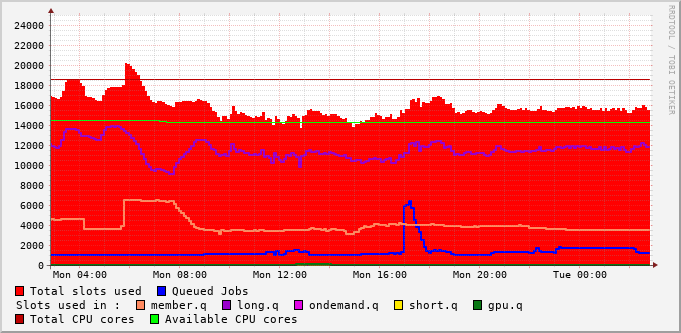 24000
22000
20000
18000
16000
14000
12000
10000
8000
6000
4000
2000
0
Mon 04:00 Mon 08:00 Mon 12:00 Mon 16:00 Mon 20:00 Tue 00:00
RRDTOOL / TOBI OETIKER
Total slots used Queued Jobs
Slots used in : member.q long.q ondemand.q short.q gpu.q
Total CPU cores Available CPU cores